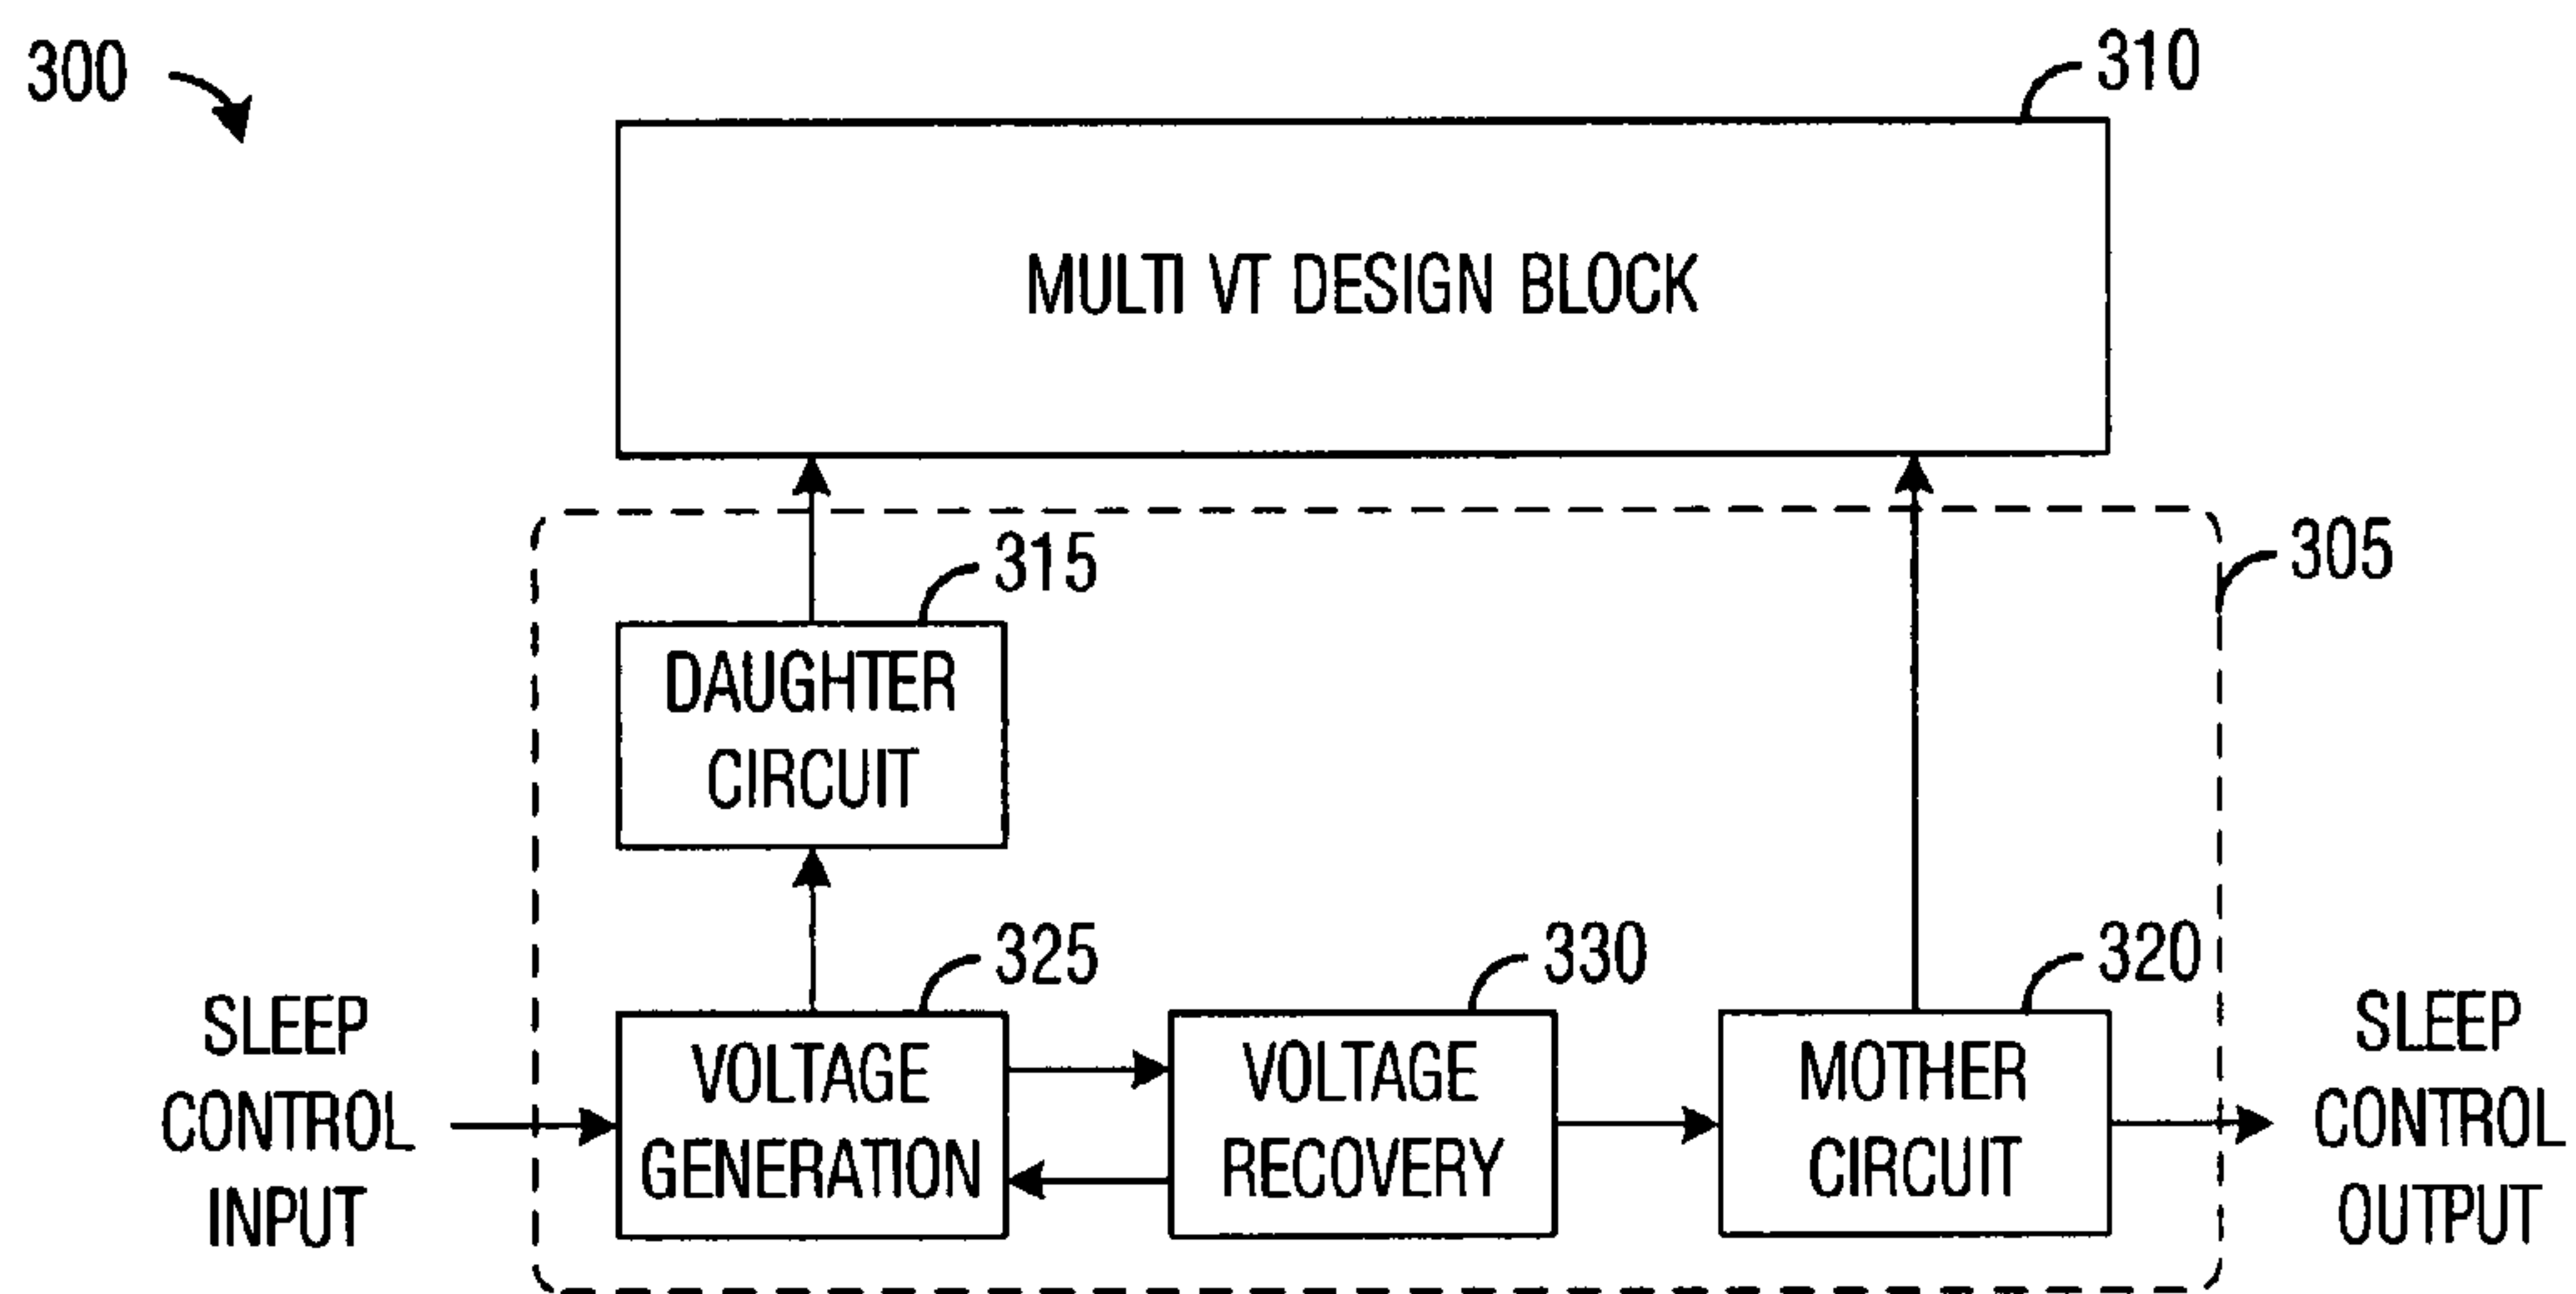 300
310
MULTI VT DESIGN BLOCK
305
315
DAUGHTER
CIRCUIT
325
330
320
SLEEP
CONTROL
INPUT
VOLTAGE
GENERATION
VOLTAGE
RECOVERY
MOTHER
CIRCUIT
SLEEP
CONTROL
OUTPUT